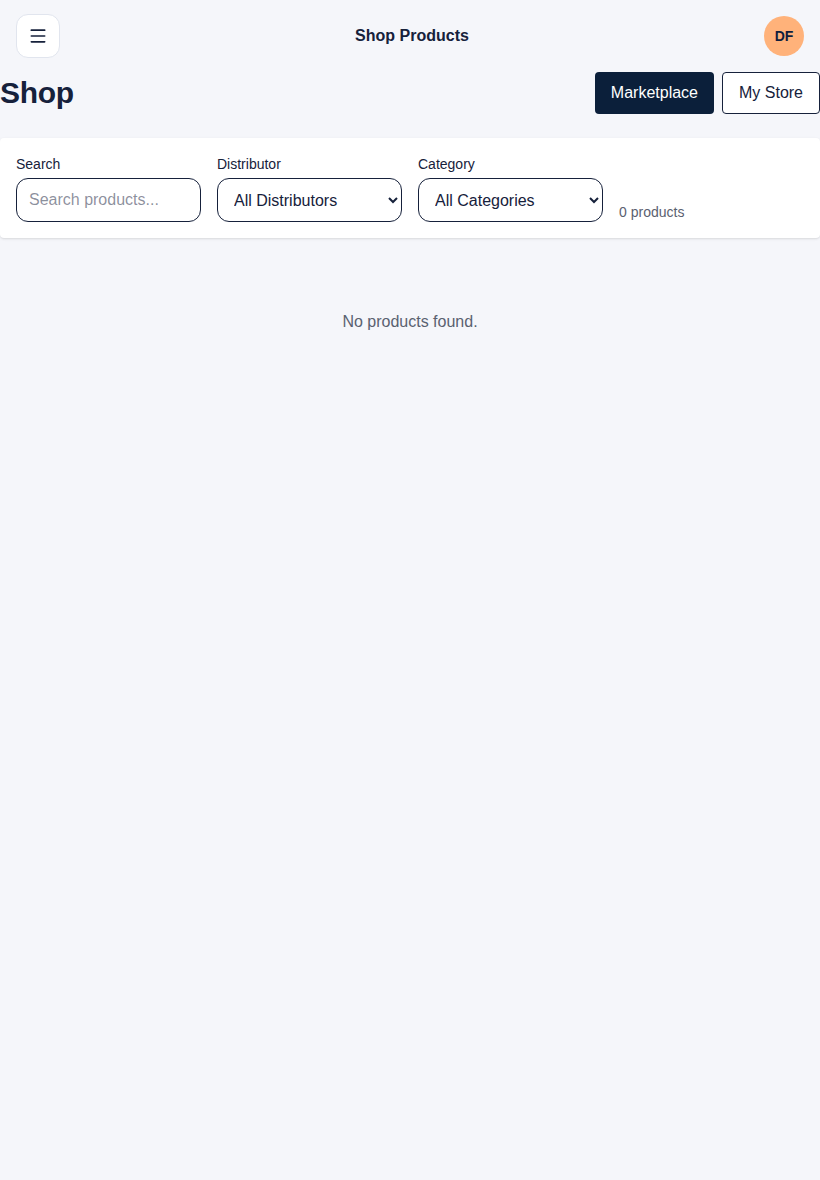 Shop Products
DF
Shop
Marketplace
My Store
Search
Distributor
Category
Search products...
All Distributors
All Categories
0 products
No products found.